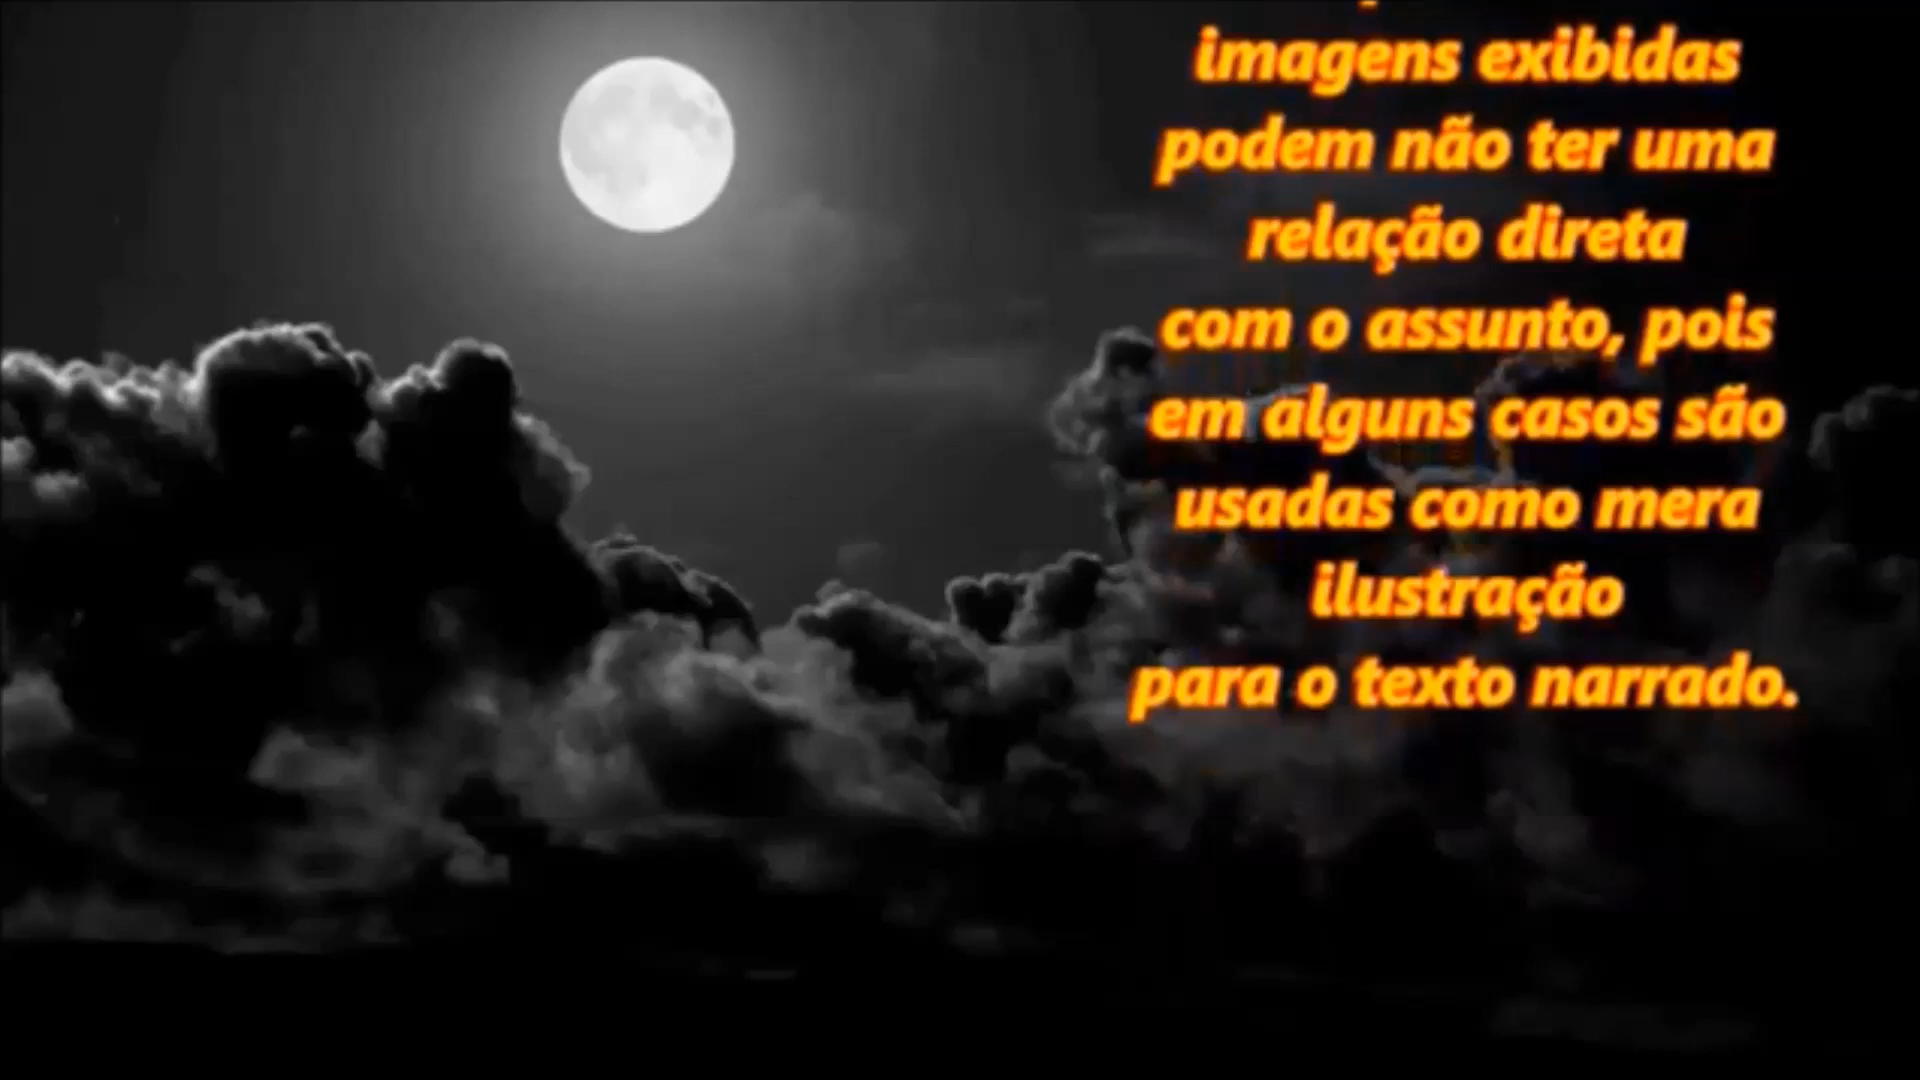 imagens exibidas
podem não ter uma
relação direta
com o assunto, pois
em alguns casos são
usadas como mera
ilustração
para o texto narrado.